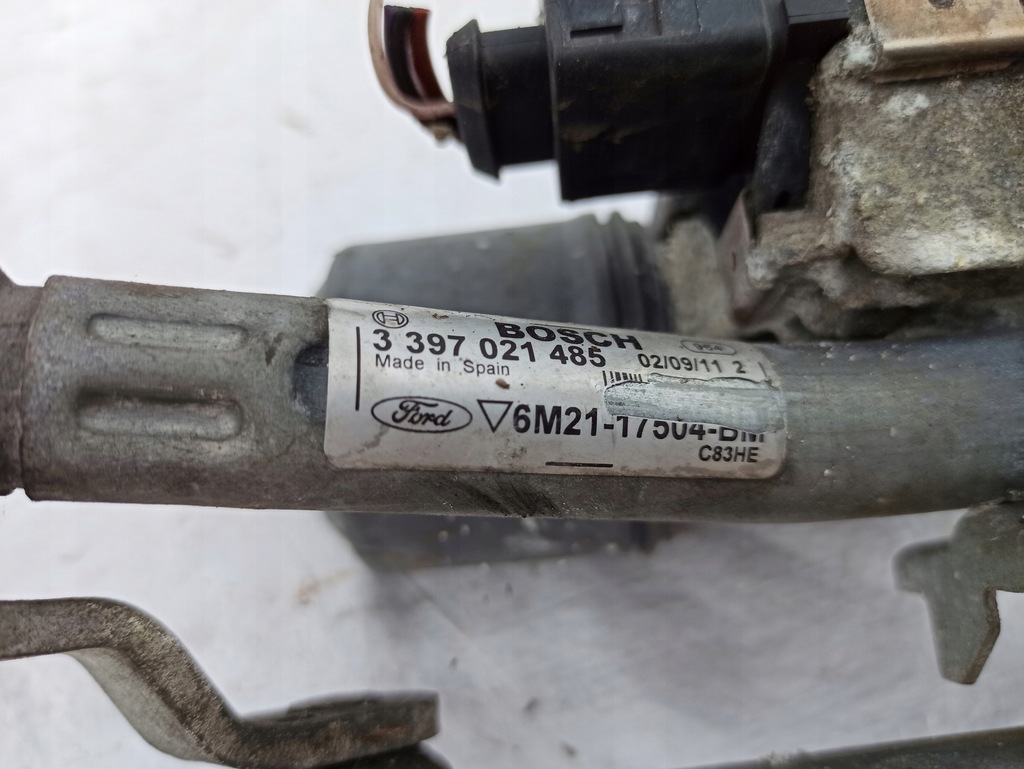 BOSCH
3 397 021 485
02/09/11 2
Made in Spain
Ford 6M21-17504-BM
C83HE